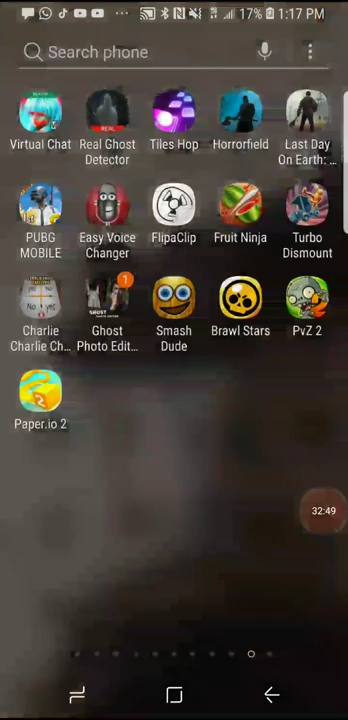 17% 1:17 PM
Search phone
Virtual Chat
Real Ghost Detector
Tiles Hop
Horrorfield
Last Day On Earth: ...
PUBG MOBILE
Easy Voice Changer
FlipaClip
Fruit Ninja
Turbo Dismount
Charlie Charlie Ch...
1
Ghost Photo Edit...
Smash Dude
Brawl Stars
PvZ 2
2
Paper.io 2
32:49